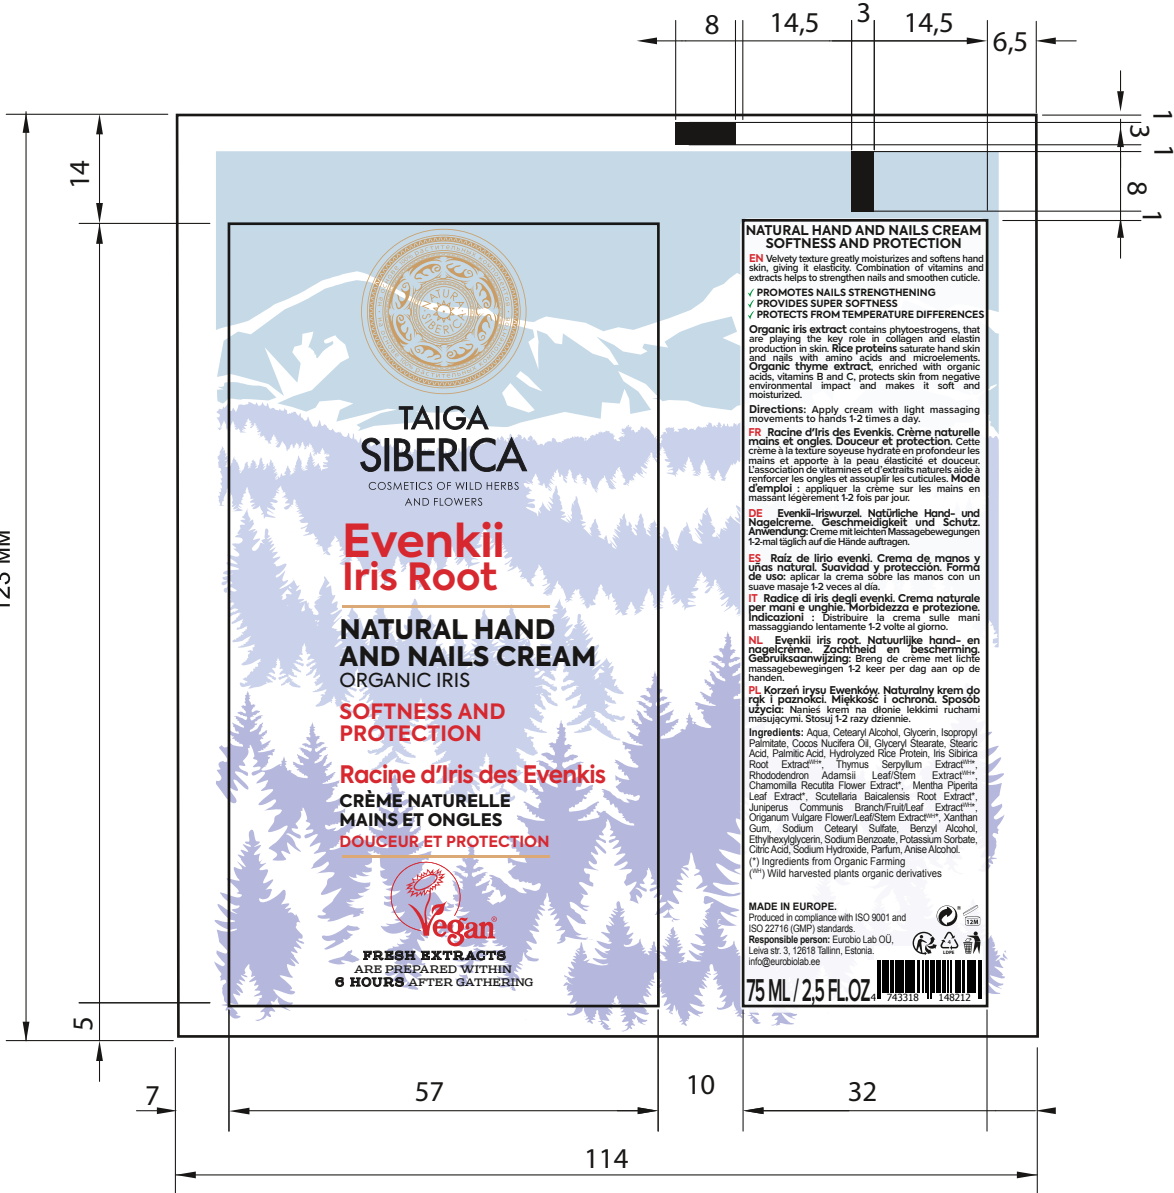 8
14,5
3
14,5
6,5
1
3
1
8
1
14
5
123 MM
NATURA
SIBERICA
TAIGA
SIBERICA
COSMETICS OF WILD HERBS
AND FLOWERS
Evenkii
Iris Root
NATURAL HAND
AND NAILS CREAM
ORGANIC IRIS
SOFTNESS AND
PROTECTION
Racine d'Iris des Evenkis
CRÈME NATURELLE
MAINS ET ONGLES
DOUCEUR ET PROTECTION
Vegan
FRESH EXTRACTS
ARE PREPARED WITHIN
6 HOURS AFTER GATHERING
NATURAL HAND AND NAILS CREAM
SOFTNESS AND PROTECTION
EN Velvety texture greatly moisturizes and softens hand
skin, giving it elasticity. Combination of vitamins and
extracts helps to strengthen nails and smoothen cuticle.
✓ PROMOTES NAILS STRENGTHENING
✓ PROVIDES SUPER SOFTNESS
✓ PROTECTS FROM TEMPERATURE DIFFERENCES
Organic iris extract contains phytoestrogens, that
are playing the key role in collagen and elastin
production in skin. Rice proteins saturate hand skin
and nails with amino acids and microelements.
Organic thyme extract, enriched with organic
acids, vitamins B and C, protects skin from negative
environmental impact and makes it soft and
moisturized.
Directions: Apply cream with light massaging
movements to hands 1-2 times a day.
FR Racine d'Iris des Evenkis. Crème naturelle
mains et ongles. Douceur et protection. Cette
crème à la texture soyeuse hydrate en profondeur les
mains et apporte à la peau élasticité et douceur.
L'association de vitamines et d'extraits naturels aide à
renforcer les ongles et assouplir les cuticules. Mode
d'emploi : appliquer la crème sur les mains en
massant légèrement 1-2 fois par jour.
DE Evenkii-Iriswurzel. Natürliche Hand- und
Nagelcreme. Geschmeidigkeit und Schutz.
Anwendung: Creme mit leichten Massagebewegungen
1-2-mal täglich auf die Hände auftragen.
ES Raíz de lirio evenki. Crema de manos y
uñas natural. Suavidad y protección. Forma
de uso: aplicar la crema sobre las manos con un
suave masaje 1-2 veces al día.
IT Radice di iris degli evenki. Crema naturale
per mani e unghie. Morbidezza e protezione.
Indicazioni : Distribuire la crema sulle mani
massaggiando lentamente 1-2 volte al giorno.
NL Evenkii iris root. Natuurlijke hand- en
nagelcrème. Zachtheid en bescherming.
Gebruiksaanwijzing: Breng de crème met lichte
massagebewegingen 1-2 keer per dag aan op de
handen.
PL Korzeń irysu Ewenków. Naturalny krem do
rąk i paznokci. Miękkość i ochrona. Sposób
użycia: Nanieś krem na dłonie lekkimi ruchami
masującymi. Stosuj 1-2 razy dziennie.
Ingredients: Aqua, Cetearyl Alcohol, Glycerin, Isopropyl
Palmitate, Cocos Nucifera Oil, Glyceryl Stearate, Stearic
Acid, Palmitic Acid, Hydrolyzed Rice Protein, Iris Sibirica
Root Extract(WH)*, Thymus Serpyllum Extract(WH)*,
Rhododendron Adamsii Leaf/Stem Extract(WH)*,
Chamomilla Recutita Flower Extract*, Mentha Piperita
Leaf Extract*, Scutellaria Baicalensis Root Extract*,
Juniperus Communis Branch/Fruit/Leaf Extract(WH)*,
Origanum Vulgare Flower/Leaf/Stem Extract(WH)*, Xanthan
Gum, Sodium Cetearyl Sulfate, Benzyl Alcohol,
Ethylhexylglycerin, Sodium Benzoate, Potassium Sorbate,
Citric Acid, Sodium Hydroxide, Parfum, Anise Alcohol.
(*) Ingredients from Organic Farming
(WH) Wild harvested plants organic derivatives
MADE IN EUROPE.
Produced in compliance with ISO 9001 and
ISO 22716 (GMP) standards.
Responsible person: Eurobio Lab OÜ,
Leiva str. 3, 12618 Tallinn, Estonia.
info@eurobiolab.ee
12M
4
LDPE
75 ML / 2,5 FL.OZ
4 743318 148212
7
57
10
32
114